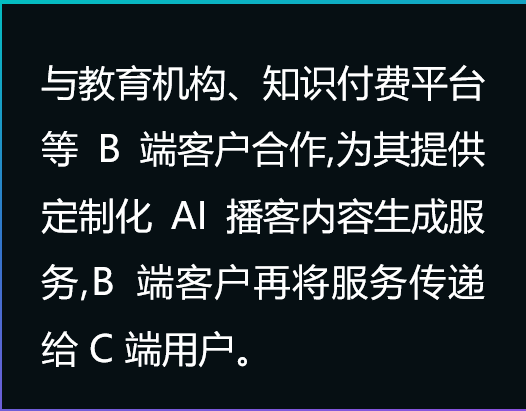 与教育机构、知识付费平台
等 B 端客户合作,为其提供
定制化 AI 播客内容生成服
务,B 端客户再将服务传递
给 C 端用户。